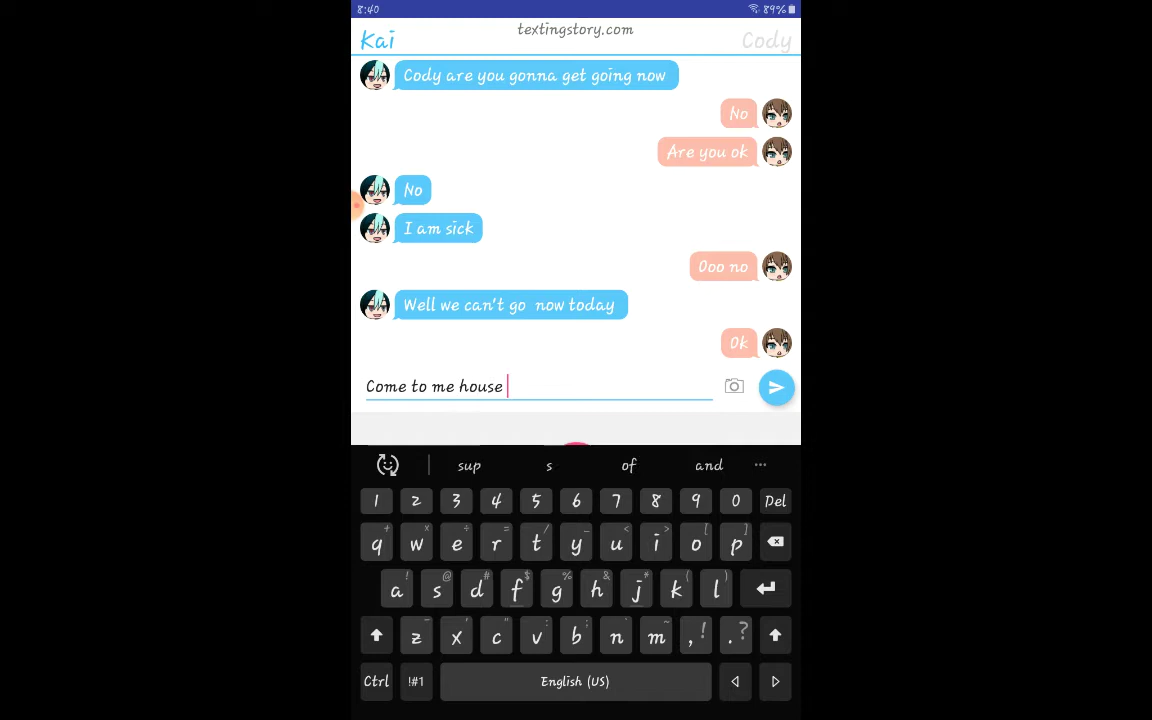 8:40 89%
textingstory.com
Kai Cody
Cody are you gonna get going now
No
Are you ok
No
I am sick
Ooo no
Well we can't go now today
Ok
Come to me house
sup s of and ...
1 2 3 4 5 6 7 8 9 0 Del
+ × ÷ = / _ < > [ ]
q w e r t y u i o p
! @ # $ % & * ( )
a s d f g h j k l
- ' " : ; ' ~
z x c v b n m , ! . ?
Ctrl !#1 English (US)